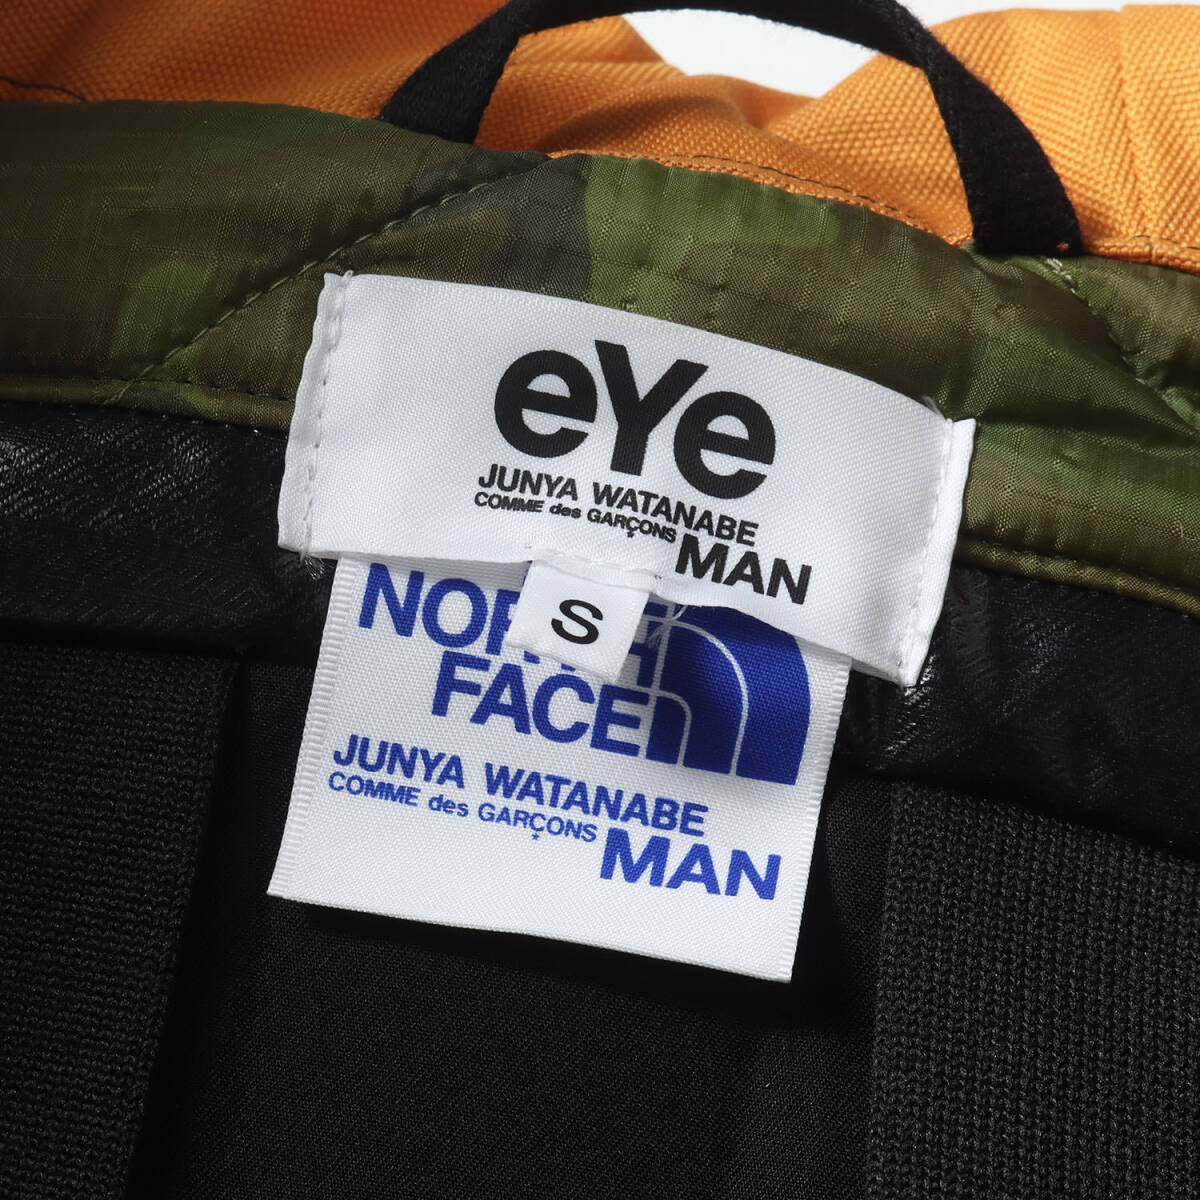 eYe
JUNYA WATANABE
COMME des GARÇONS
MAN
S
NORTH
FACE
JUNYA WATANABE
COMME des GARÇONS
MAN